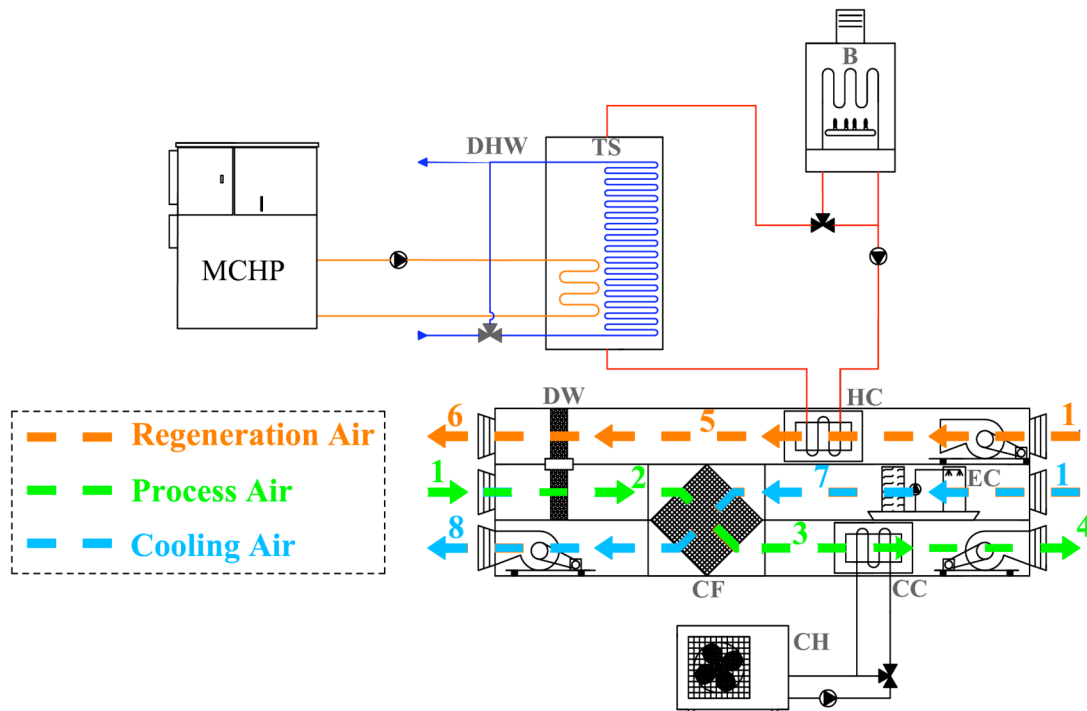 B
DHW
TS
MCHP
DW
HC
6
5
1
Regeneration Air
1
2
7
EC
1
Process Air
8
3
4
Cooling Air
CF
CC
CH